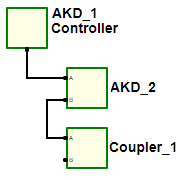 AKD_1
Controller
A
AKD_2
B
A
Coupler_1
B